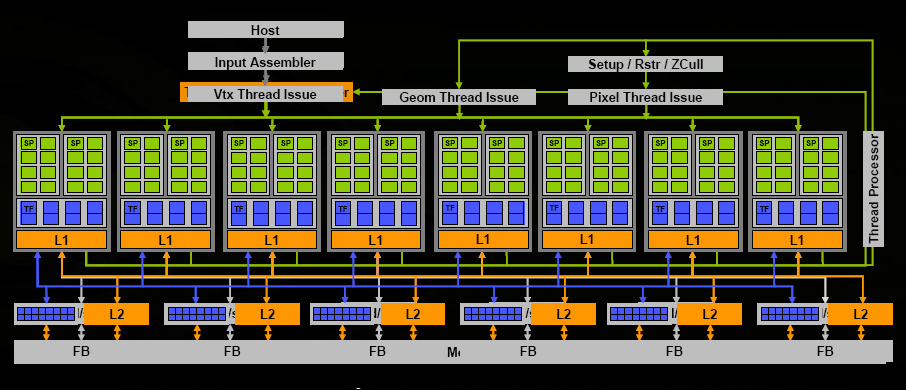 Host
Input Assembler
Setup / Rstr / ZCull
Vtx Thread Issue
Geom Thread Issue
Pixel Thread Issue
SP SP SP SP SP SP SP SP SP SP SP SP SP SP SP SP
Thread Processor
TF TF TF TF TF TF TF TF
L1 L1 L1 L1 L1 L1 L1 L1
L2 L2 L2 L2 L2 L2
FB FB FB FB FB FB